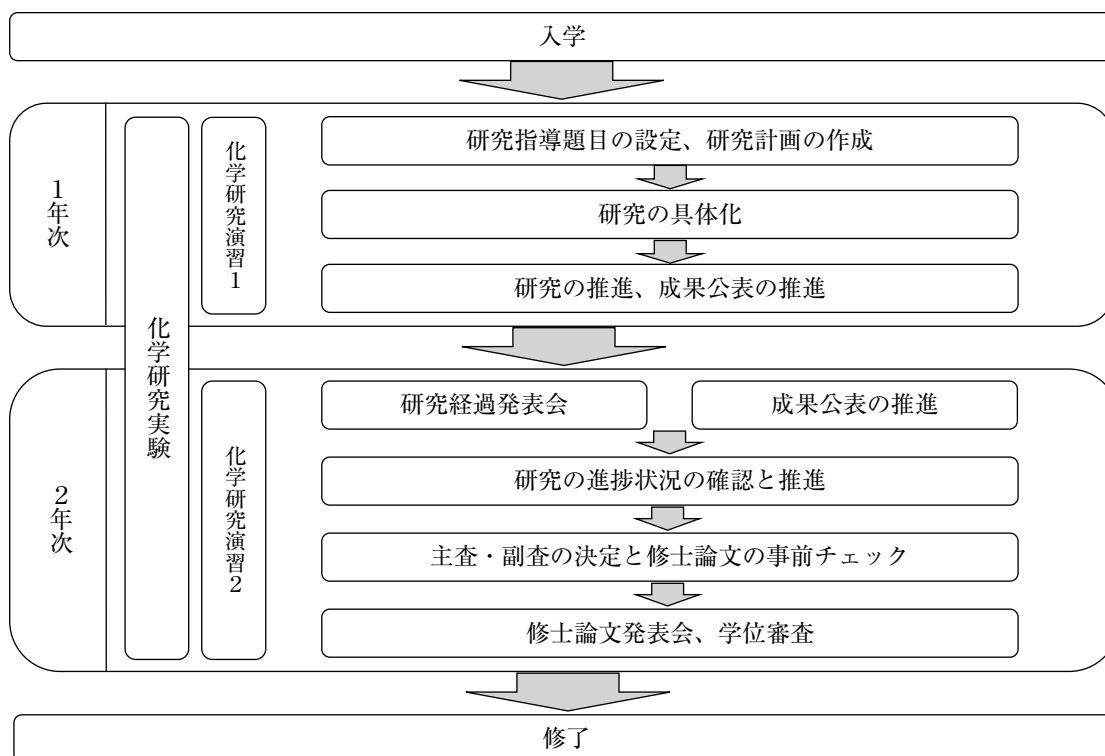 入学
1年次
化学研究実験
化学研究演習1
研究指導題目の設定、研究計画の作成
研究の具体化
研究の推進、成果公表の推進
2年次
化学研究演習2
研究経過発表会
成果公表の推進
研究の進捗状況の確認と推進
主査・副査の決定と修士論文の事前チェック
修士論文発表会、学位審査
修了